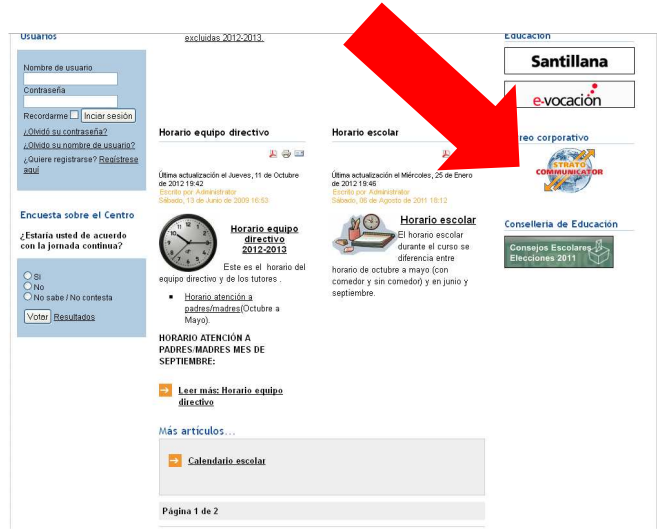 Usuarios
Nombre de usuario
Contraseña
Recordarme
Iniciar sesión
¿Olvidó su contraseña?
¿Olvido su nombre de usuario?
¿Quiere registrarse? Regístrese
aquí
Encuesta sobre el Centro
¿Estaría usted de acuerdo
con la jornada continua?
Si
No
No sabe / No contesta
Votar Resultados
excluidas 2012-2013.
Horario equipo directivo
Última actualización el Jueves, 11 de Octubre
de 2012 19:42
Escrito por Administrator
Sábado, 13 de Junio de 2009 16:53
Horario equipo
directivo
2012-2013
Este es el horario del
equipo directivo y de los tutores .
Horario atención a
padres/madres(Octubre a
Mayo).
HORARIO ATENCIÓN A
PADRES/MADRES MES DE
SEPTIEMBRE:
Leer más: Horario equipo
directivo
Horario escolar
Última actualización el Miércoles, 25 de Enero
de 2012 19:46
Escrito por Administrator
Sábado, 06 de Agosto de 2011 18:12
Horario escolar
El horario escolar
durante el curso se
diferencia entre
horario de octubre a mayo (con
comedor y sin comedor) y en junio y
septiembre.
Más artículos...
Calendario escolar
Página 1 de 2
Educación
Santillana
e-vocación
reo corporativo
STRATO
COMMUNICATOR
Conselleria de Educación
Consejos Escolares
Elecciones 2011